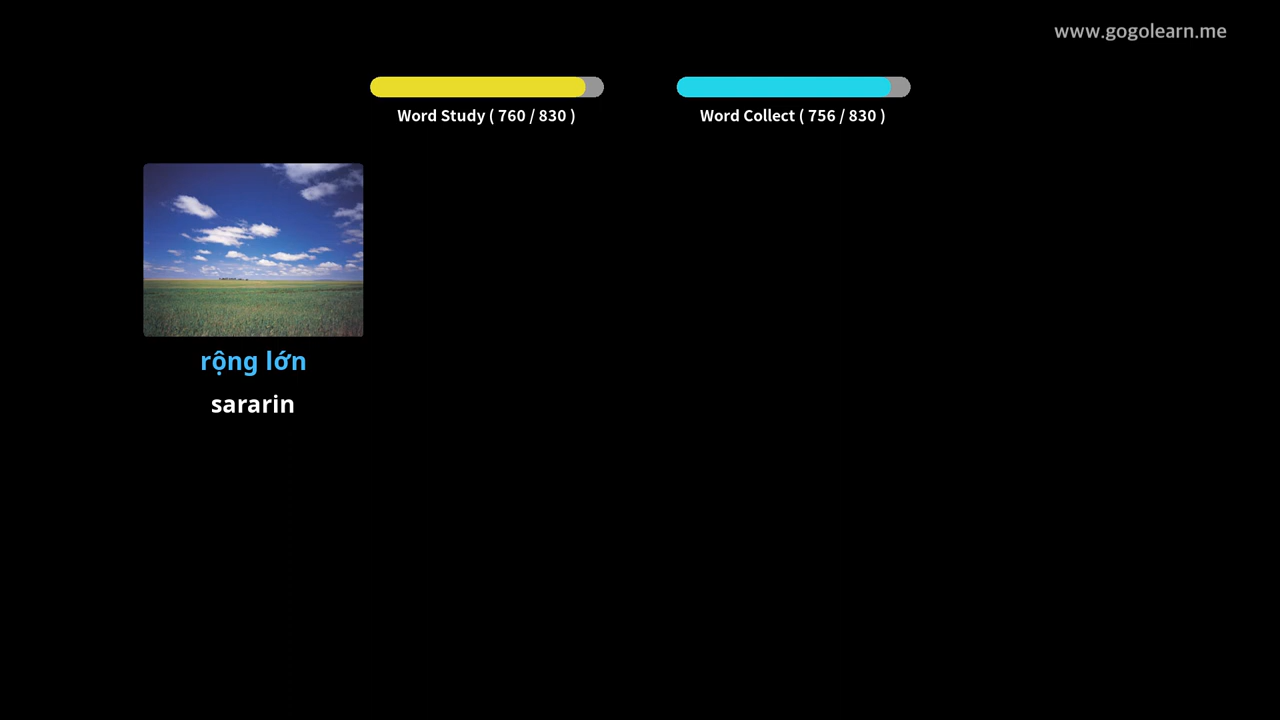 www.gogolearn.me
Word Study ( 760 / 830 )
Word Collect ( 756 / 830 )
rộng lớn
sararin